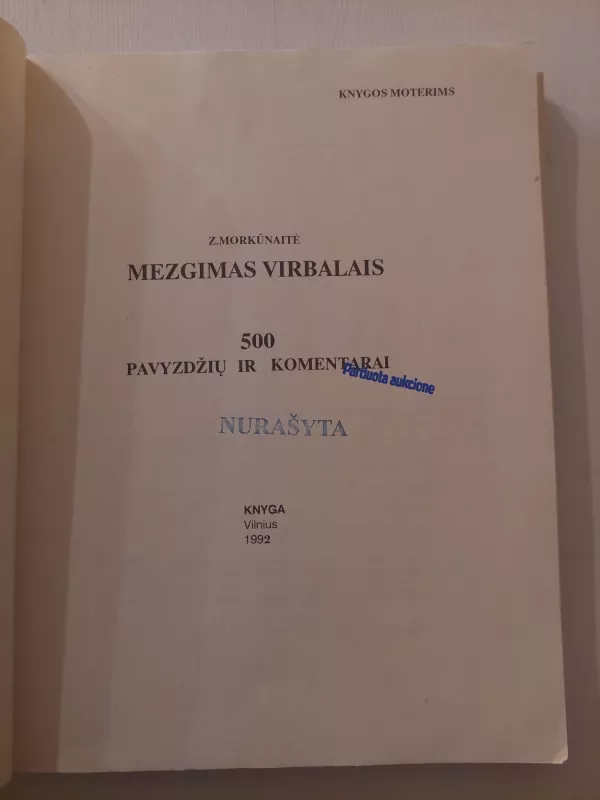 KNYGOS MOTERIMS
Z.MORKŪNAITĖ
MEZGIMAS VIRBALAIS
500
PAVYZDŽIŲ IR KOMENTARAI
Parduota aukcione
NURAŠYTA
KNYGA
Vilnius
1992